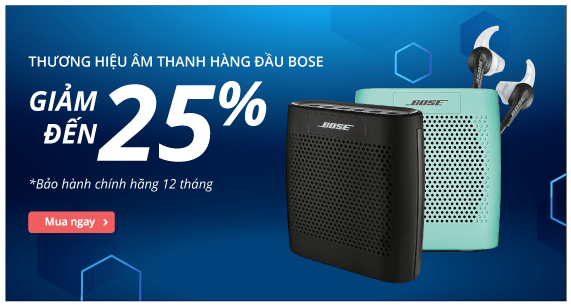 THƯƠNG HIỆU ÂM THANH HÀNG ĐẦU BOSE
GIẢM
ĐẾN
25%
*Bảo hành chính hãng 12 tháng
Mua ngay
BOSE
BOSE